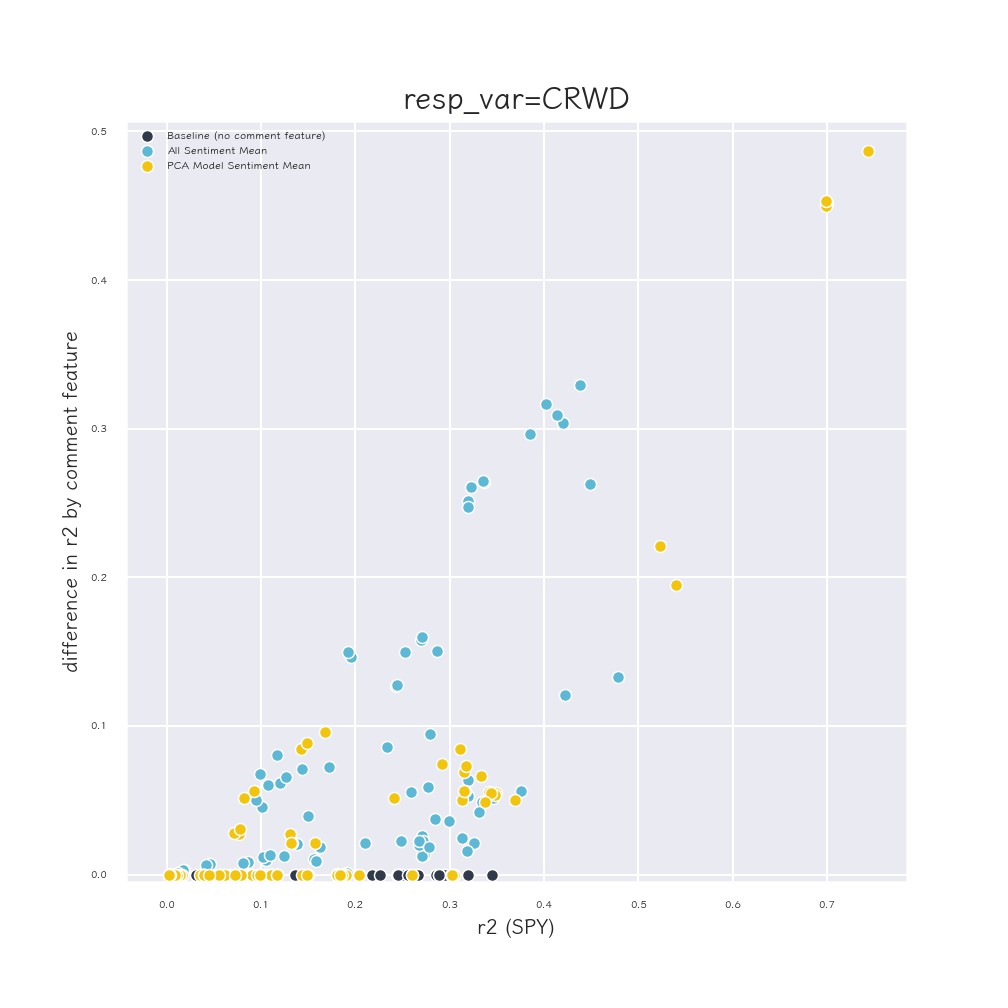 resp_var=CRWD
Baseline (no comment feature)
All Sentiment Mean
PCA Model Sentiment Mean
difference in r2 by comment feature
0.5
0.4
0.3
0.2
0.1
0.0
0.0 0.1 0.2 0.3 0.4 0.5 0.6 0.7
r2 (SPY)